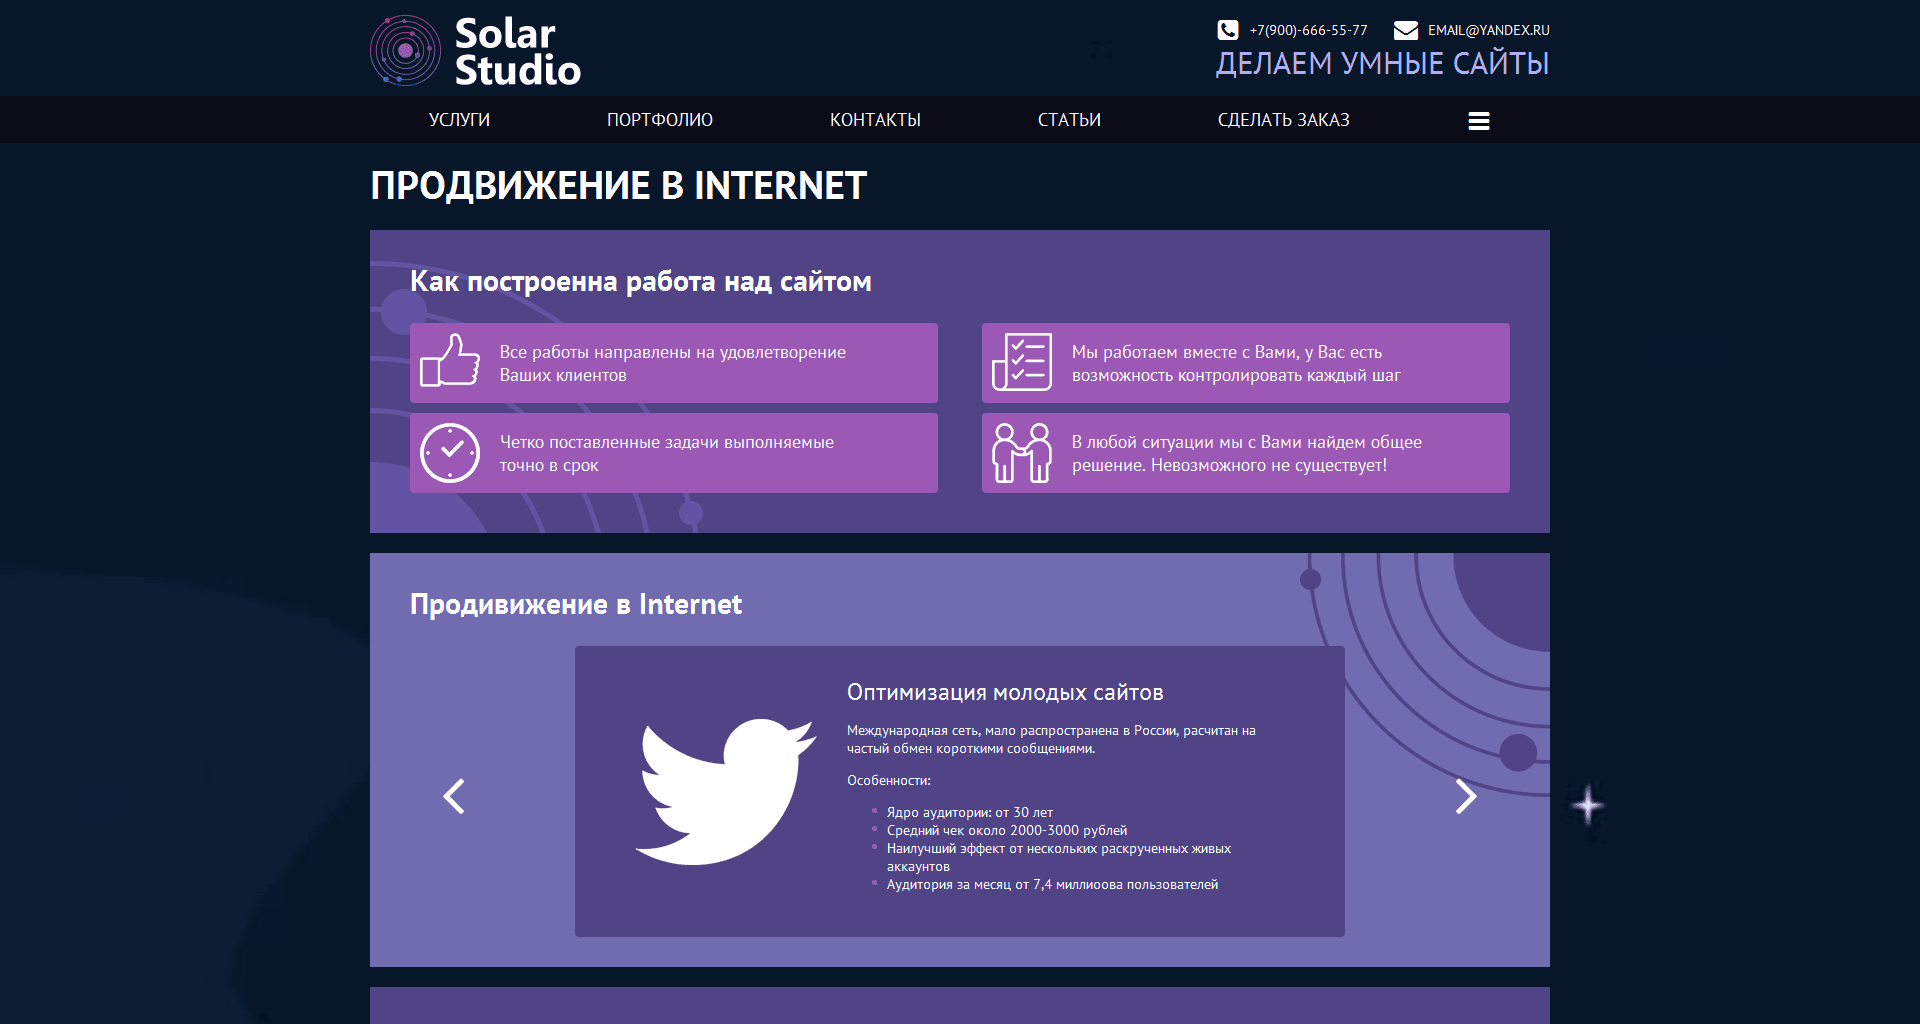 Solar
Studio
+7(900)-666-55-77
EMAIL@YANDEX.RU
ДЕЛАЕМ УМНЫЕ САЙТЫ
УСЛУГИ
ПОРТФОЛИО
КОНТАКТЫ
СТАТЬИ
СДЕЛАТЬ ЗАКАЗ
ПРОДВИЖЕНИЕ В INTERNET
Как построенна работа над сайтом
Все работы направлены на удовлетворение
Ваших клиентов
Мы работаем вместе с Вами, у Вас есть
возможность контролировать каждый шаг
Четко поставленные задачи выполняемые
точно в срок
В любой ситуации мы с Вами найдем общее
решение. Невозможного не существует!
Продивижение в Internet
Оптимизация молодых сайтов
Международная сеть, мало распространена в России, расчитан на
частый обмен короткими сообщениями.
Особенности:
Ядро аудитории: от 30 лет
Средний чек около 2000-3000 рублей
Наилучший эффект от нескольких раскрученных живых
аккаунтов
Аудитория за месяц от 7,4 миллиоова пользователей